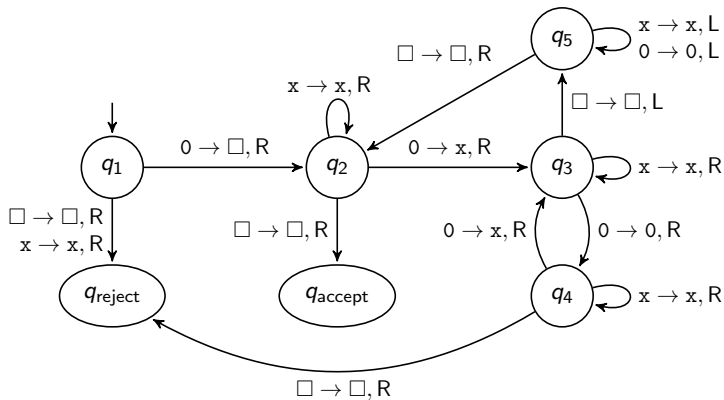 x → x, L
q5
0 → 0, L
□ → □, R
x → x, R
□ → □, L
0 → □, R
0 → x, R
q1
q2
q3
x → x, R
□ → □, R
x → x, R
□ → □, R
0 → x, R
0 → 0, R
qreject
qaccept
q4
x → x, R
□ → □, R